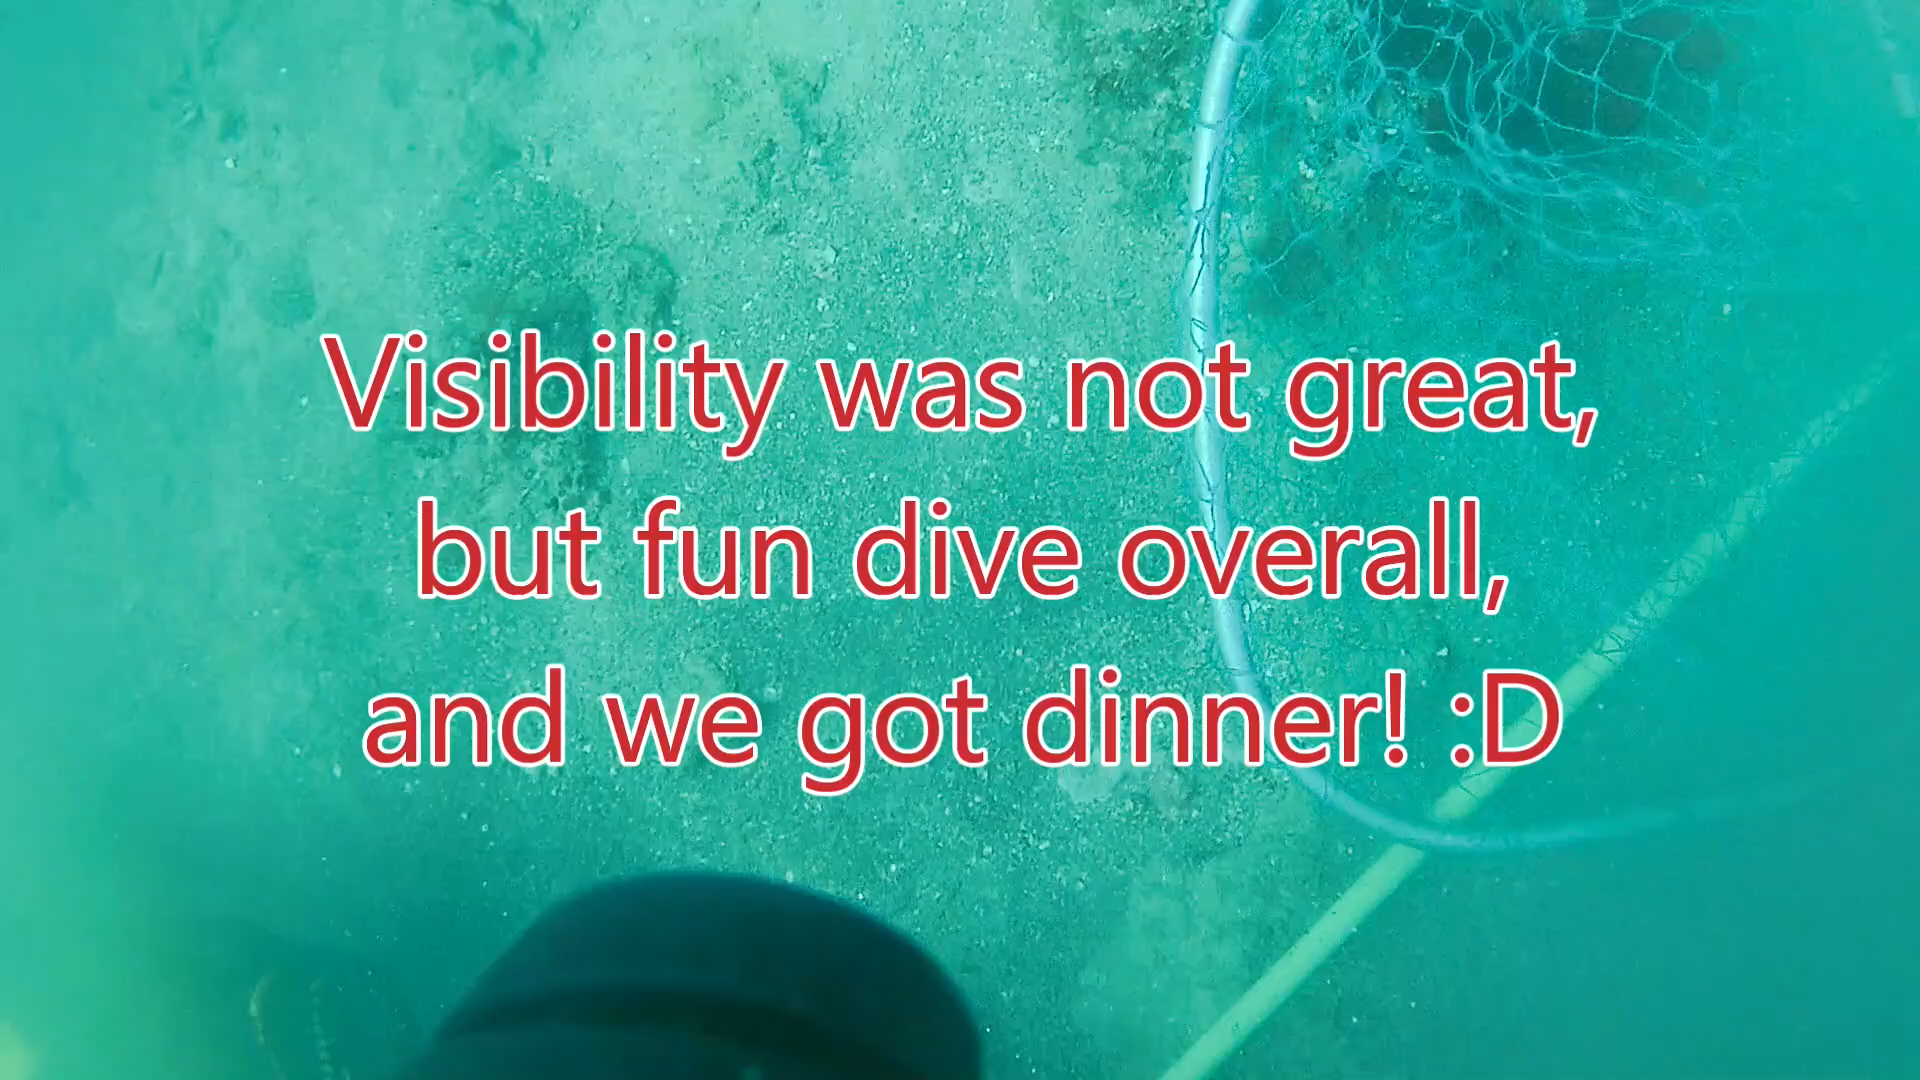 Visibility was not great,
but fun dive overall,
and we got dinner! :D